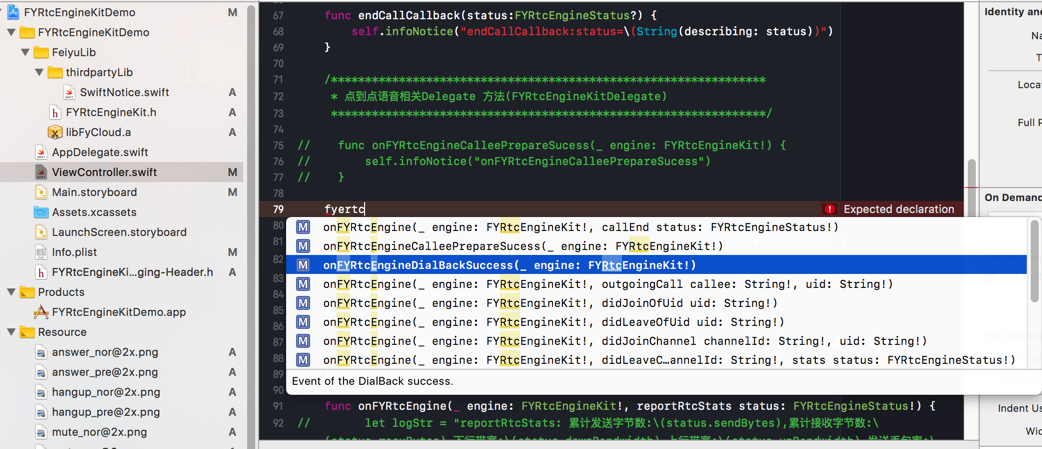 FYRtcEngineKitDemo M
FYRtcEngineKitDemo
FeiyuLib
thirdpartyLib
SwiftNotice.swift A
FYRtcEngineKit.h A
libFyCloud.a A
AppDelegate.swift
ViewController.swift M
Main.storyboard M
Assets.xcassets
LaunchScreen.storyboard
Info.plist M
FYRtcEngineKi...ging-Header.h A
Products
FYRtcEngineKitDemo.app
Resource
answer_nor@2x.png A
answer_pre@2x.png A
hangup_nor@2x.png A
hangup_pre@2x.png A
mute_nor@2x.png A
67 func endCallCallback(status:FYRtcEngineStatus?) {
68 self.infoNotice("endCallCallback:status=\(String(describing: status))")
69 }
70
71 /****************************************************************
72 * 点到点语音相关Delegate 方法(FYRtcEngineKitDelegate)
73 ****************************************************************/
74
75 // func onFYRtcEngineCalleePrepareSucess(_ engine: FYRtcEngineKit!) {
76 // self.infoNotice("onFYRtcEngineCalleePrepareSucess")
77 // }
78
79 fyertc Expected declaration
80 M onFYRtcEngine(_ engine: FYRtcEngineKit!, callEnd status: FYRtcEngineStatus!)
81 M onFYRtcEngineCalleePrepareSucess(_ engine: FYRtcEngineKit!)
82 M onFYRtcEngineDialBackSuccess(_ engine: FYRtcEngineKit!)
83 M onFYRtcEngine(_ engine: FYRtcEngineKit!, outgoingCall callee: String!, uid: String!)
84 M onFYRtcEngine(_ engine: FYRtcEngineKit!, didJoinOfUid uid: String!)
85
86 M onFYRtcEngine(_ engine: FYRtcEngineKit!, didLeaveOfUid uid: String!)
87 M onFYRtcEngine(_ engine: FYRtcEngineKit!, didJoinChannel channelId: String!, uid: String!)
88 M onFYRtcEngine(_ engine: FYRtcEngineKit!, didLeaveC…annelId: String!, stats status: FYRtcEngineStatus!)
89
90 Event of the DialBack success.
91 func onFYRtcEngine(_ engine: FYRtcEngineKit!, reportRtcStats status: FYRtcEngineStatus!) {
92 // let logStr = "reportRtcStats: 累计发送字节数:\(status.sendBytes),累计接收字节数:\
Identity an
Na
T
Loca
Full P
On Deman
Indent Us
Wid